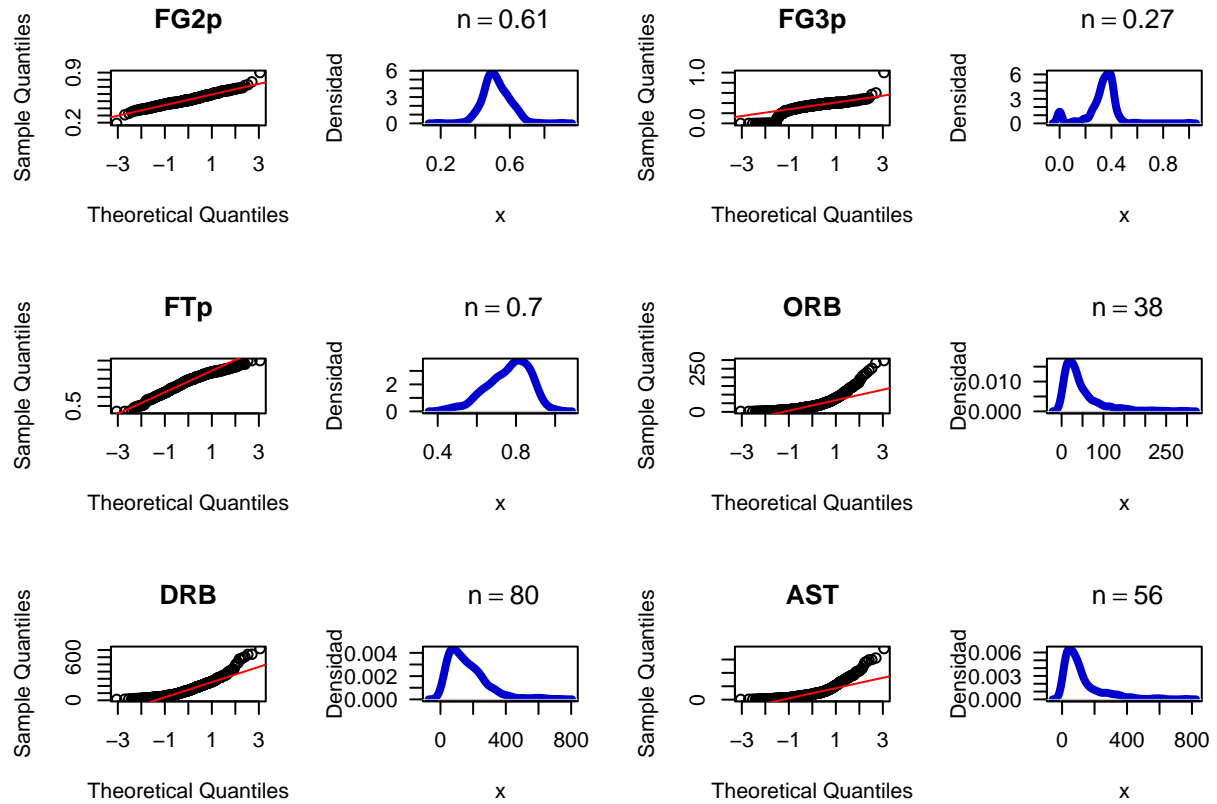 FG2p
Sample Quantiles
0.2 0.9
−3 −1 1 3
Theoretical Quantiles
n = 0.61
Densidad
0 3 6
0.2 0.6
x
FG3p
Sample Quantiles
0.0 1.0
−3 −1 1 3
Theoretical Quantiles
n = 0.27
Densidad
0 3 6
0.0 0.4 0.8
x
FTp
Sample Quantiles
0.5
−3 −1 1 3
Theoretical Quantiles
n = 0.7
Densidad
0 2
0.4 0.8
x
ORB
Sample Quantiles
0 250
−3 −1 1 3
Theoretical Quantiles
n = 38
Densidad
0.000 0.010
0 100 250
x
DRB
Sample Quantiles
0 600
−3 −1 1 3
Theoretical Quantiles
n = 80
Densidad
0.000 0.002 0.004
0 400 800
x
AST
Sample Quantiles
0
−3 −1 1 3
Theoretical Quantiles
n = 56
Densidad
0.000 0.003 0.006
0 400 800
x